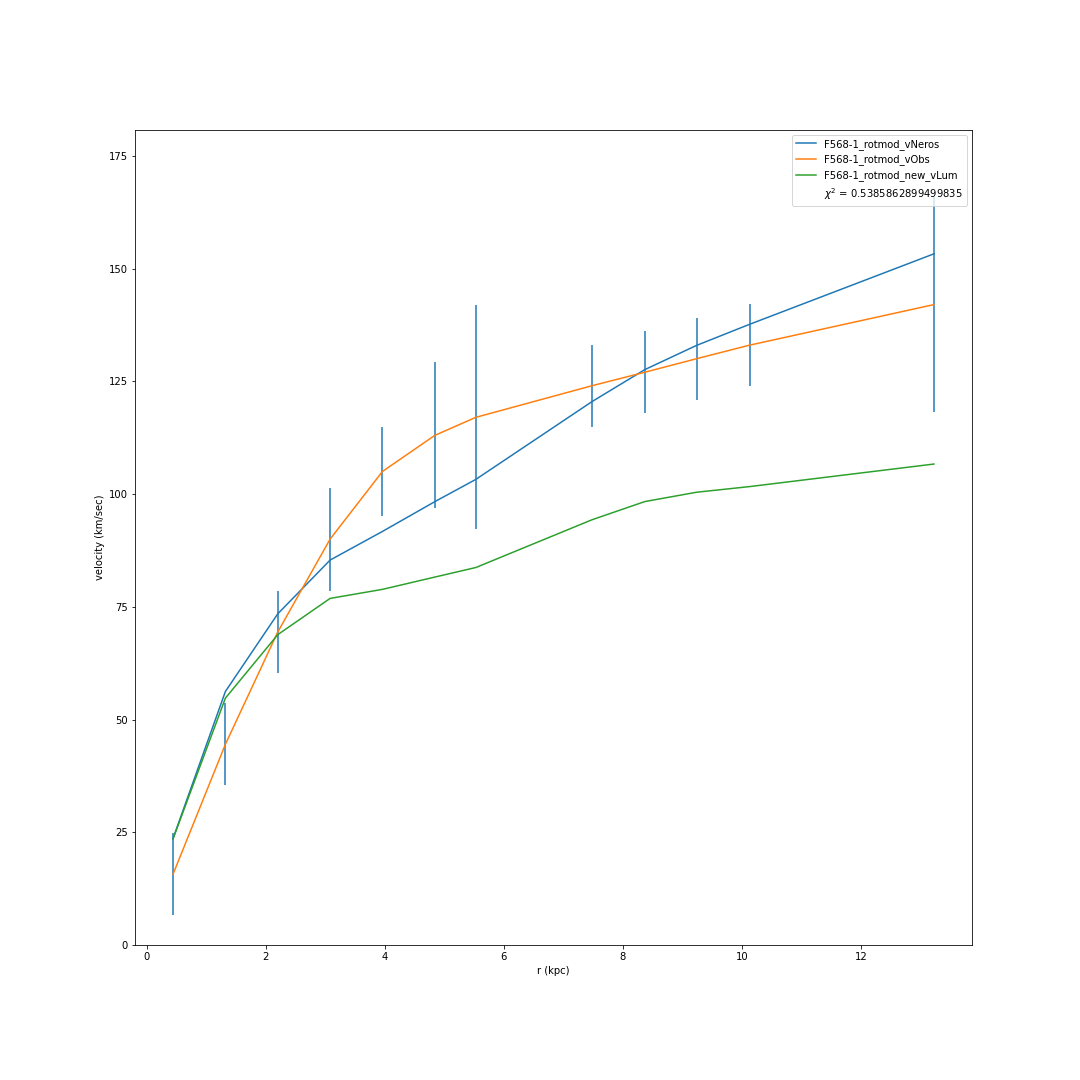 F568-1_rotmod_vNeros
F568-1_rotmod_vObs
F568-1_rotmod_new_vLum
χ² = 0.5385862899499835
175
150
125
100
75
50
25
0
velocity (km/sec)
0 2 4 6 8 10 12
r (kpc)